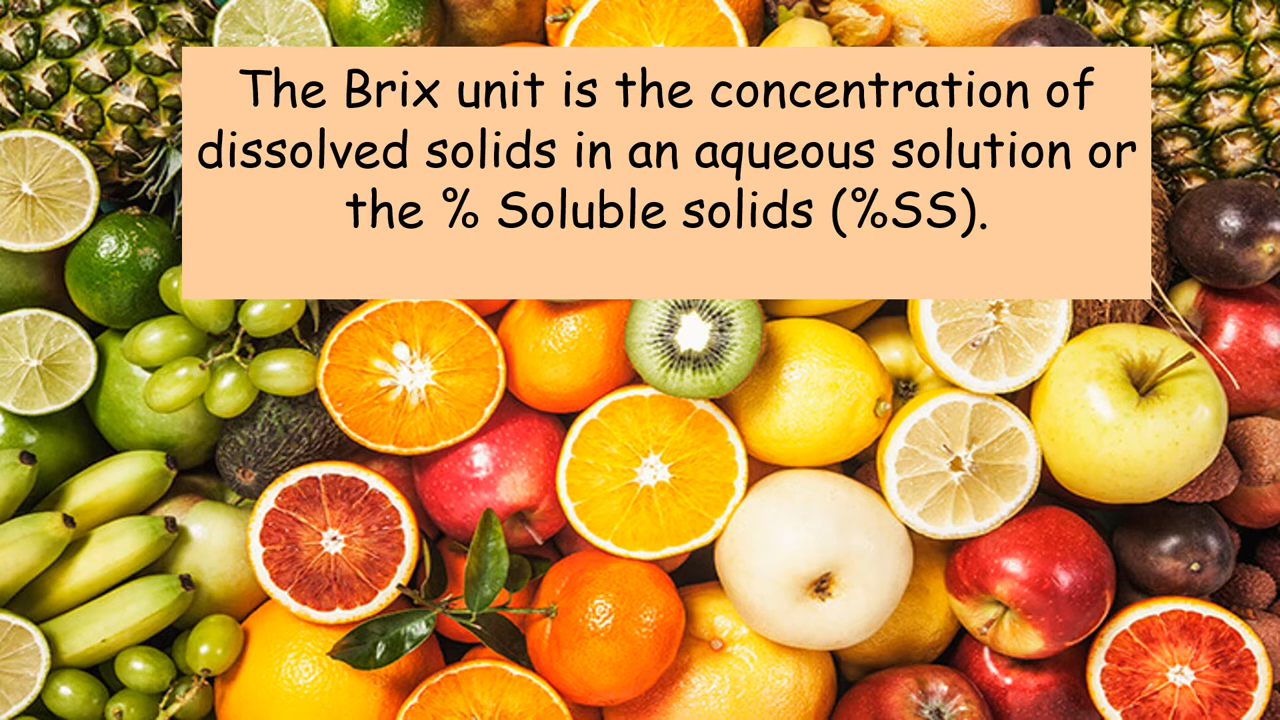 The Brix unit is the concentration of
dissolved solids in an aqueous solution or
the % Soluble solids (%SS).